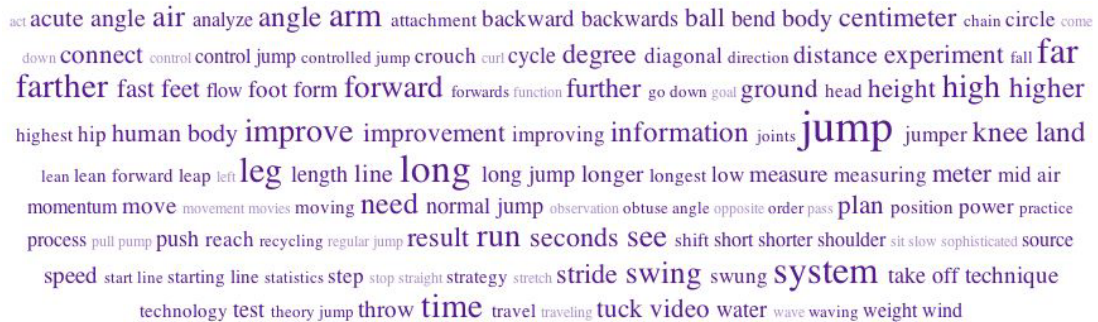 act acute angle air analyze angle arm attachment backward backwards ball bend body centimeter chain circle come
down connect control control jump controlled jump crouch curl cycle degree diagonal direction distance experiment fall far
farther fast feet flow foot form forward forwards function further go down goal ground head height high higher
highest hip human body improve improvement improving information joints jump jumper knee land
lean lean forward leap left leg length line long long jump longer longest low measure measuring meter mid air
momentum move movement movies moving need normal jump observation obtuse angle opposite order pass plan position power practice
process pull pump push reach recycling regular jump result run seconds see shift short shorter shoulder sit slow sophisticated source
speed start line starting line statistics step stop straight strategy stretch stride swing swung system take off technique
technology test theory jump throw time travel traveling tuck video water wave waving weight wind